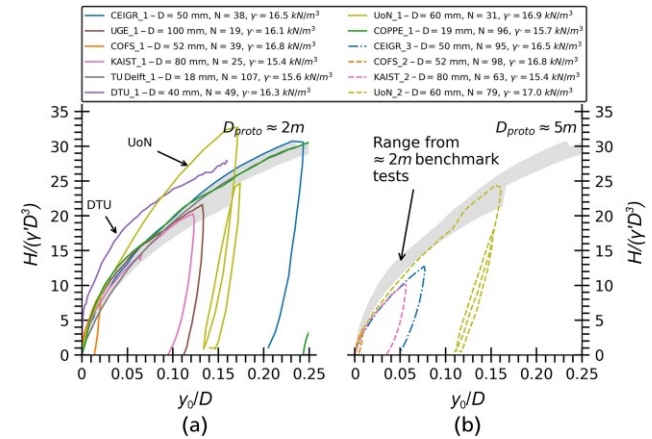 CEIGR_1 - D = 50 mm, N = 38, γ' = 16.5 kN/m³
UGE_1 - D = 100 mm, N = 19, γ' = 16.1 kN/m³
COFS_1 - D = 52 mm, N = 39, γ' = 16.8 kN/m³
KAIST_1 - D = 80 mm, N = 25, γ' = 15.4 kN/m³
TU Delft_1 - D = 18 mm, N = 107, γ' = 15.6 kN/m³
DTU_1 - D = 40 mm, N = 49, γ' = 16.3 kN/m³
UoN_1 - D = 60 mm, N = 31, γ' = 16.9 kN/m³
COPPE_1 - D = 19 mm, N = 96, γ' = 15.7 kN/m³
CEIGR_3 - D = 50 mm, N = 95, γ' = 16.5 kN/m³
COFS_2 - D = 52 mm, N = 98, γ' = 16.8 kN/m³
KAIST_2 - D = 80 mm, N = 63, γ' = 15.4 kN/m³
UoN_2 - D = 60 mm, N = 79, γ' = 17.0 kN/m³
H/(γ'D³)
35
30
25
20
15
10
5
0
D_proto ≈ 2m
UoN
DTU
0.00
0.05
0.10
0.15
0.20
0.25
y₀/D
(a)
D_proto ≈ 5m
Range from
≈ 2m benchmark
tests
35
30
25
20
15
10
5
0
H/(γ'D³)
0.00
0.05
0.10
0.15
0.20
0.25
y₀/D
(b)